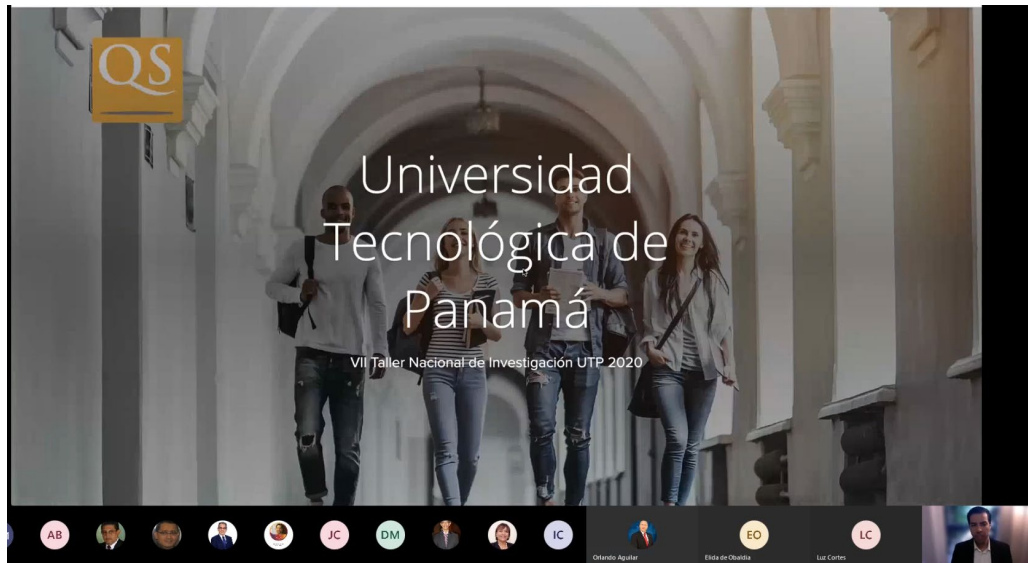 QS
Universidad
Tecnológica de
Panamá
VII Taller Nacional de Investigación UTP 2020
AB
JC
DM
IC
EO
LC
Orlando Aguilar
Elida de Obaldía
Luz Cortes